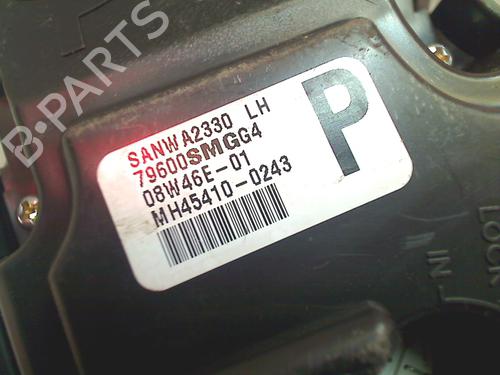 B-PARTS
SANWA2330 LH
79600SMGG4
08W46E-01
MH45410-0243
P
LOCK
IN